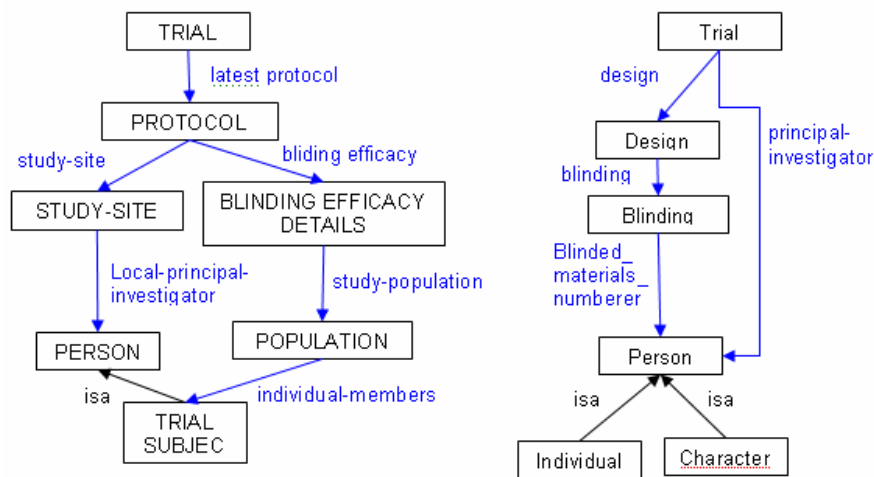 TRIAL
latest protocol
PROTOCOL
study-site
bliding efficacy
STUDY-SITE
BLINDING EFFICACY
DETAILS
Local-principal-
investigator
study-population
PERSON
POPULATION
isa
individual-members
TRIAL
SUBJEC
Trial
design
Design
principal-
investigator
blinding
Blinding
Blinded_
materials_
numberer
Person
isa
isa
Individual
Character